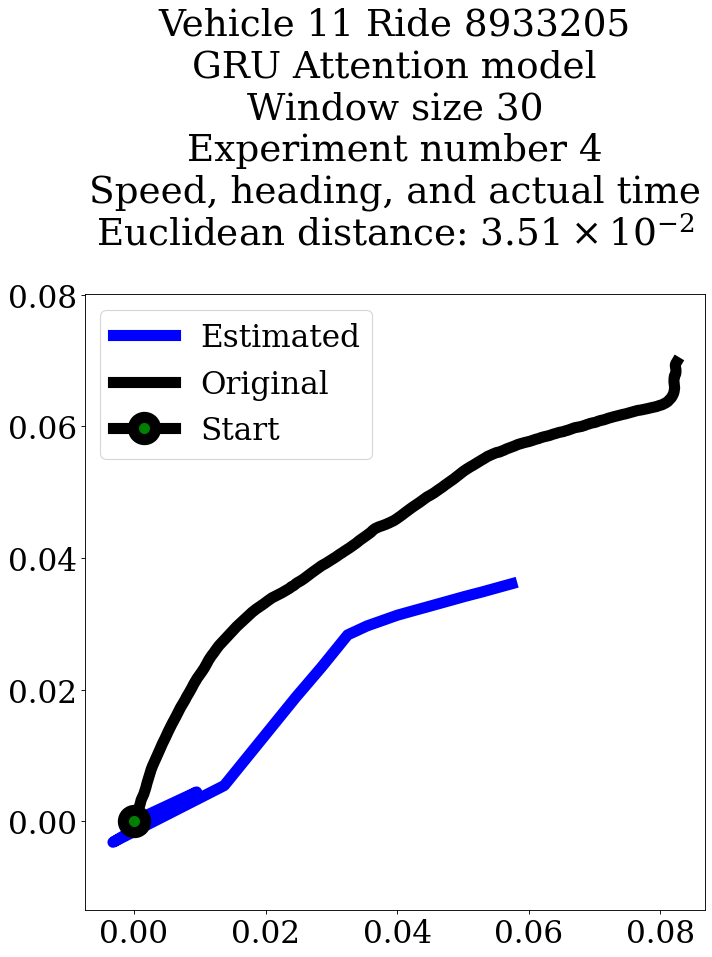 Vehicle 11 Ride 8933205
GRU Attention model
Window size 30
Experiment number 4
Speed, heading, and actual time
Euclidean distance: 3.51 × 10⁻²
0.08
0.06
0.04
0.02
0.00
Estimated
Original
Start
0.00 0.02 0.04 0.06 0.08